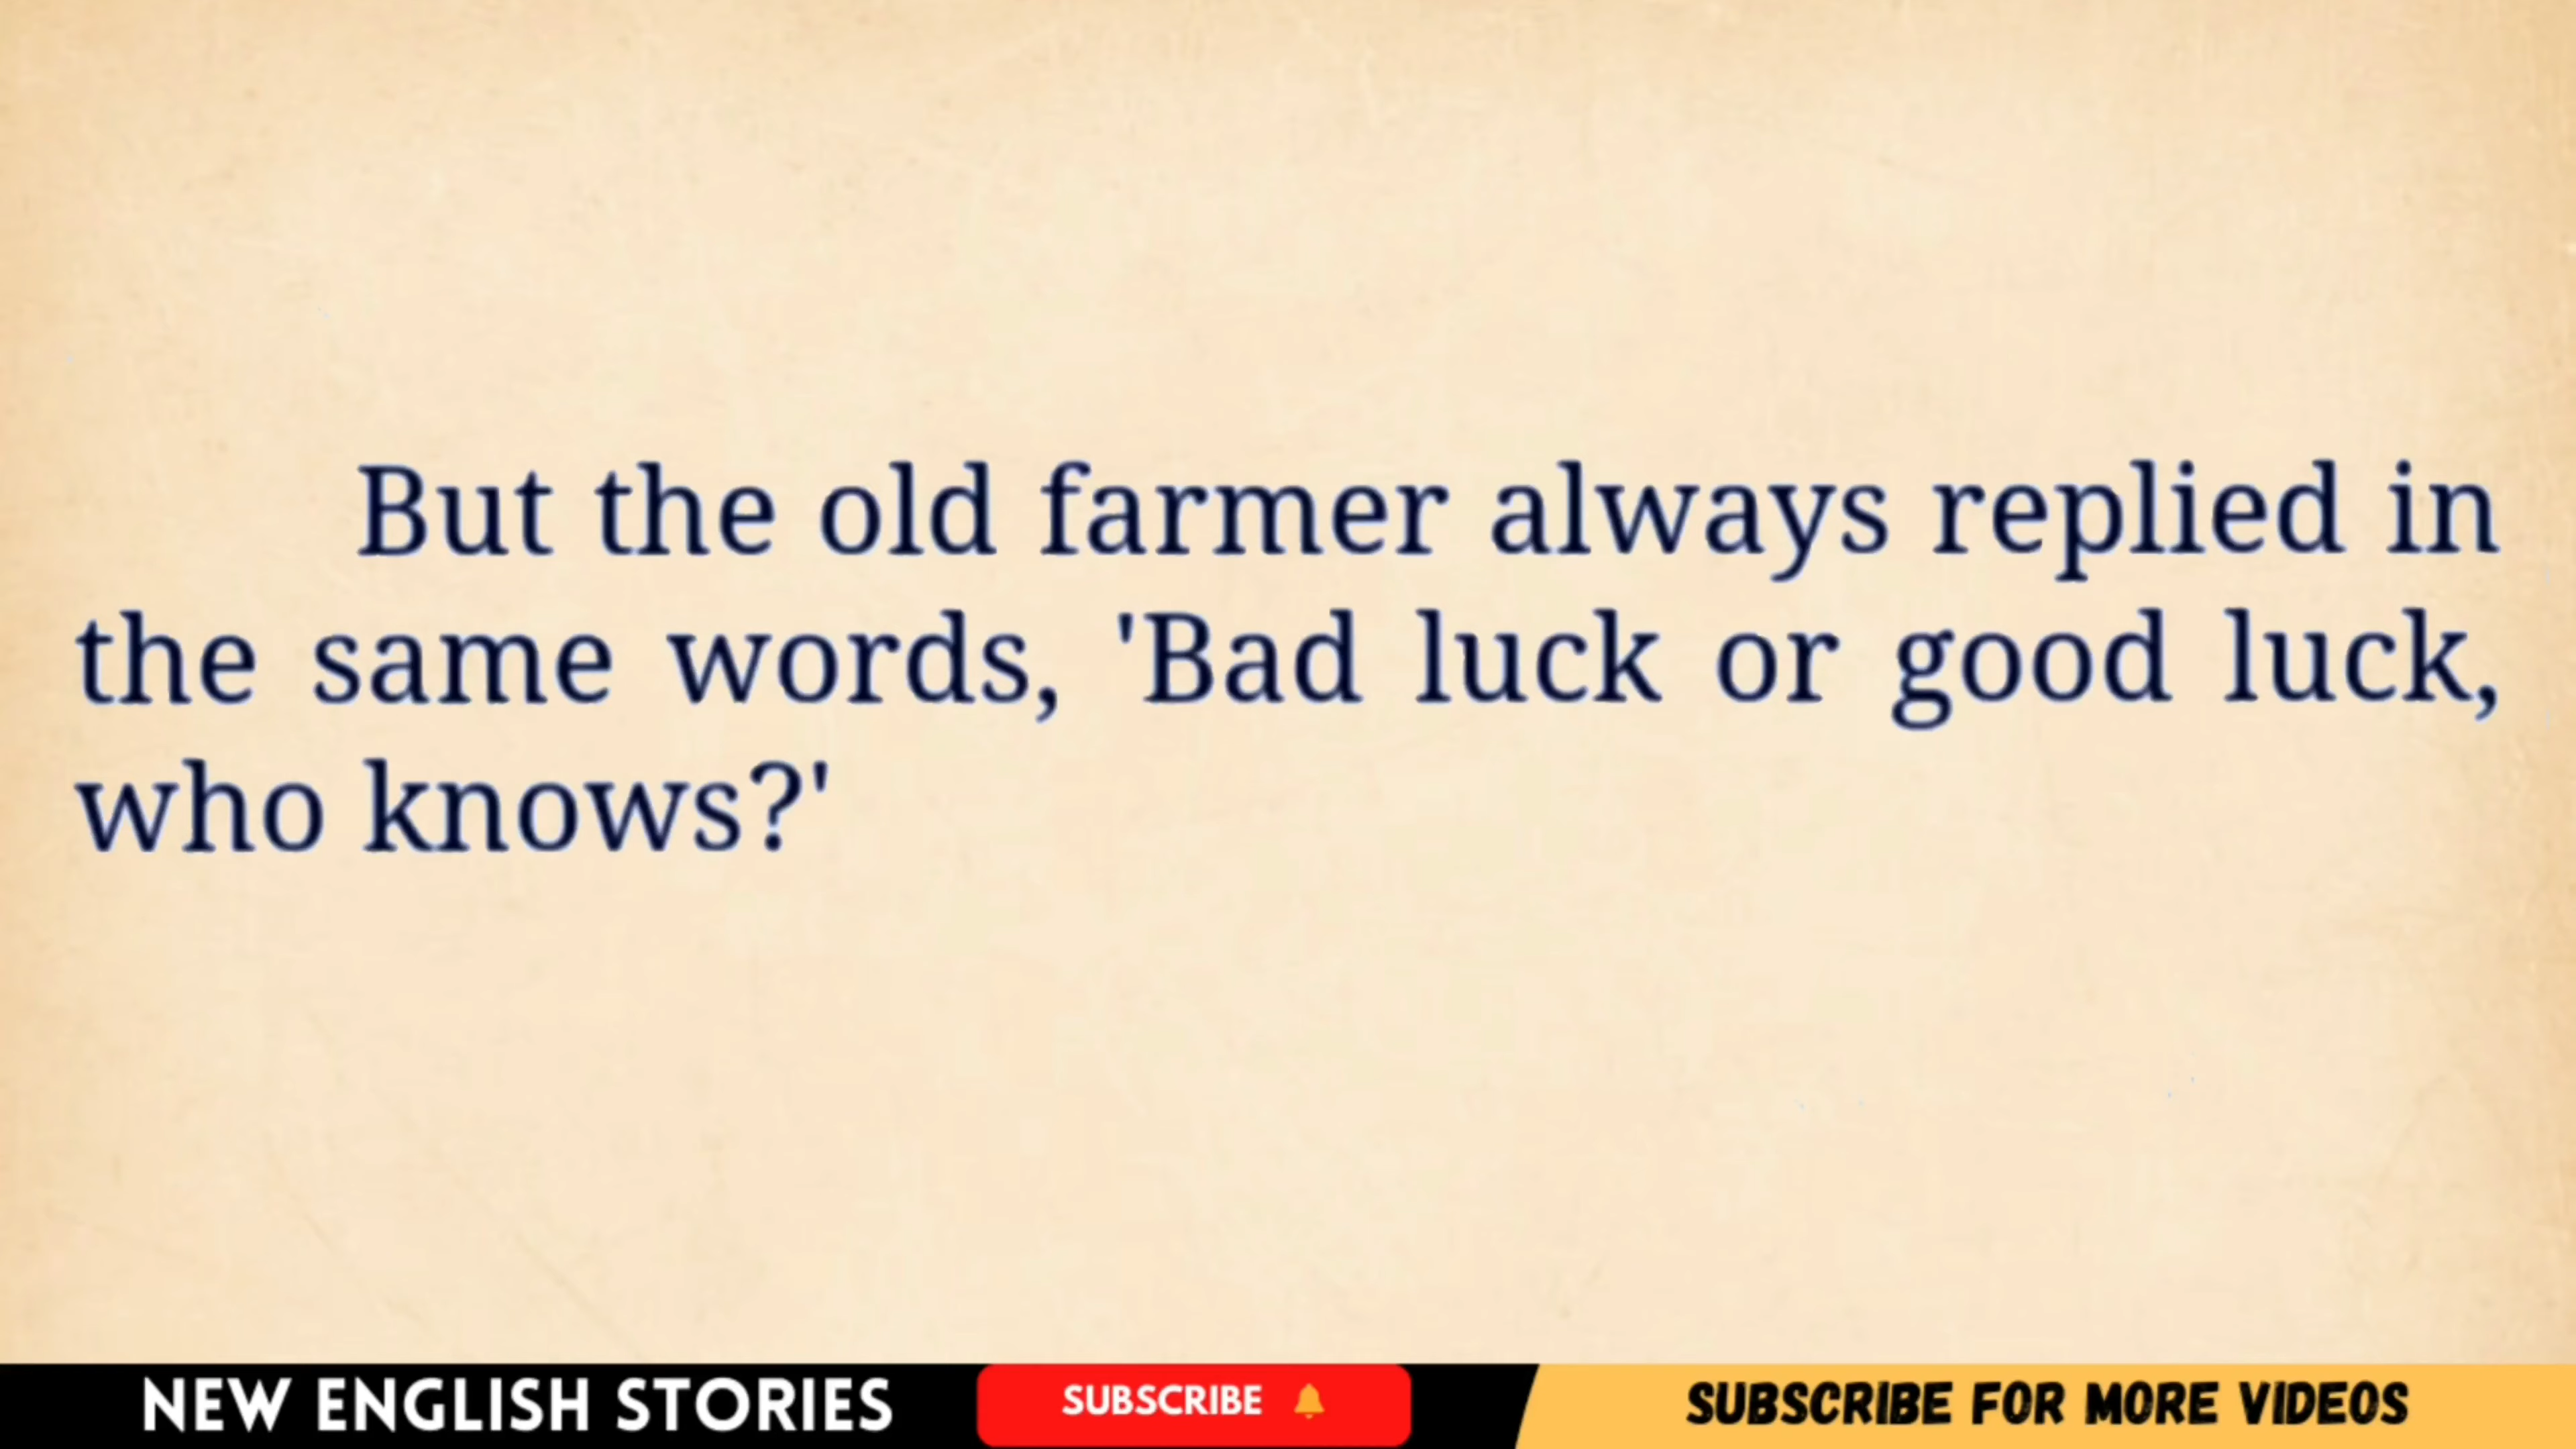 But the old farmer always replied in
the same words, 'Bad luck or good luck,
who knows?'
NEW ENGLISH STORIES
SUBSCRIBE
SUBSCRIBE FOR MORE VIDEOS